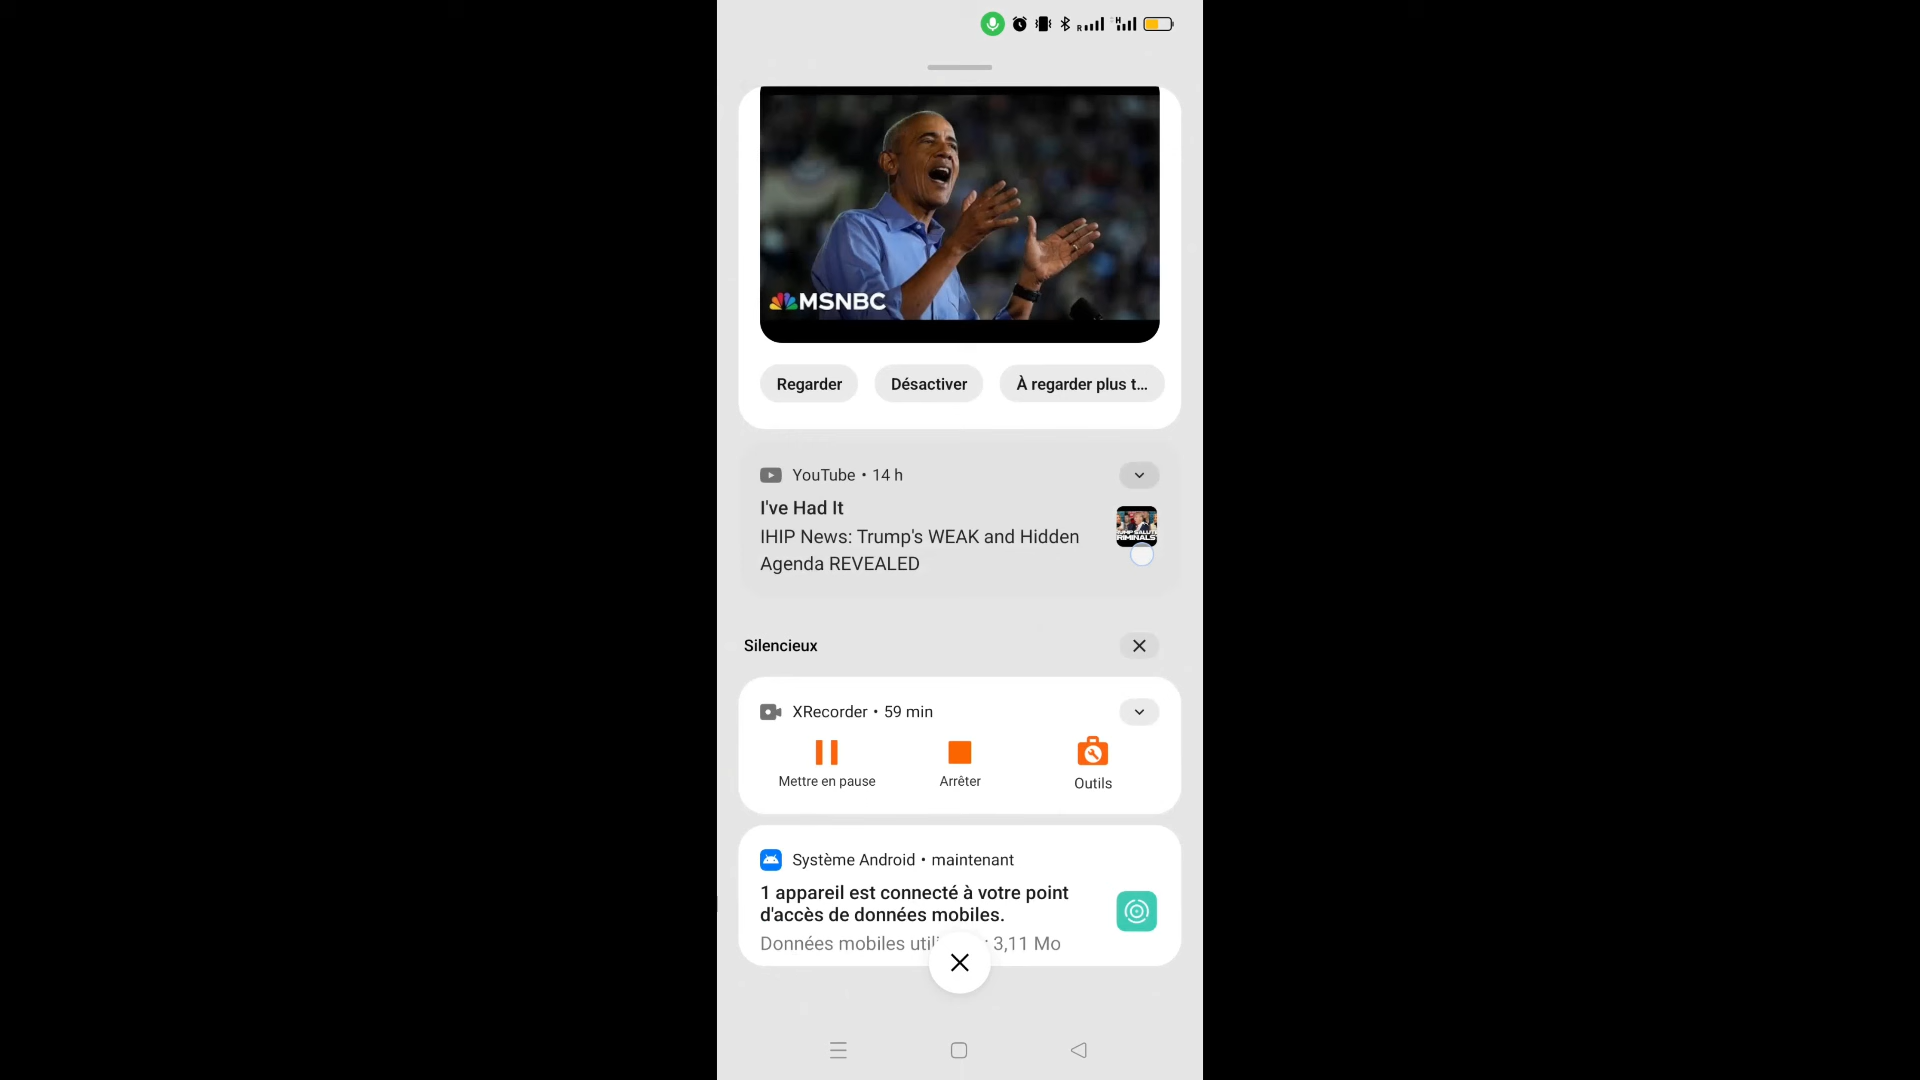 R H
MSNBC
Regarder Désactiver À regarder plus t...
YouTube • 14 h
I've Had It
IHIP News: Trump's WEAK and Hidden
Agenda REVEALED
Silencieux
XRecorder • 59 min
Mettre en pause Arrêter Outils
Système Android • maintenant
1 appareil est connecté à votre point
d'accès de données mobiles.
Données mobiles 3,11 Mo